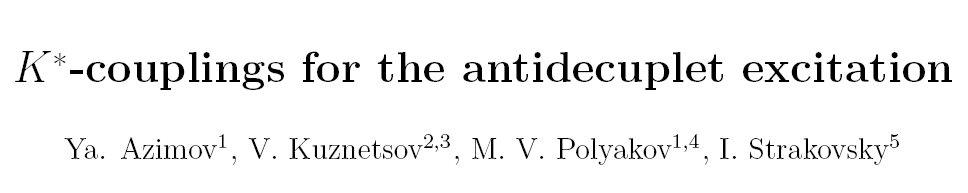 K*-couplings for the antidecuplet excitation
Ya. Azimov1, V. Kuznetsov2,3, M. V. Polyakov1,4, I. Strakovsky5